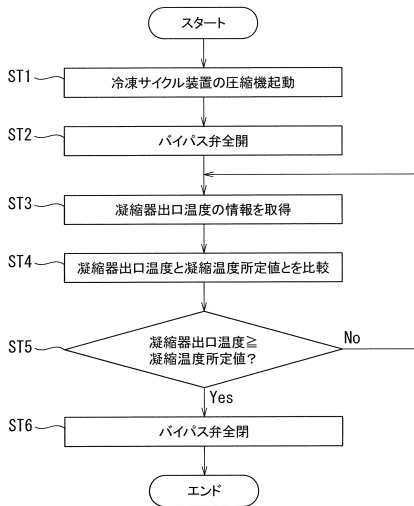 スタート
ST1
冷凍サイクル装置の圧縮機起動
ST2
バイパス弁全開
ST3
凝縮器出口温度の情報を取得
ST4
凝縮器出口温度と凝縮温度所定値とを比較
ST5
凝縮器出口温度≧
凝縮温度所定値?
No
Yes
ST6
バイパス弁全閉
エンド